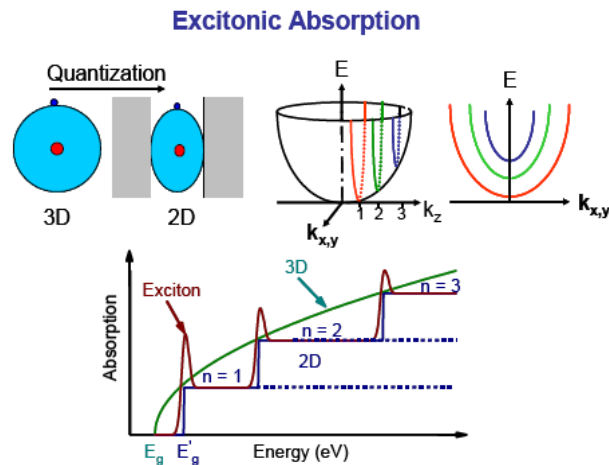 Excitonic Absorption
Quantization
3D
2D
E
1 2 3
k_z
k_x,y
E
k_x,y
Absorption
Exciton
3D
n = 1
n = 2
n = 3
2D
E_g
E'_g
Energy (eV)